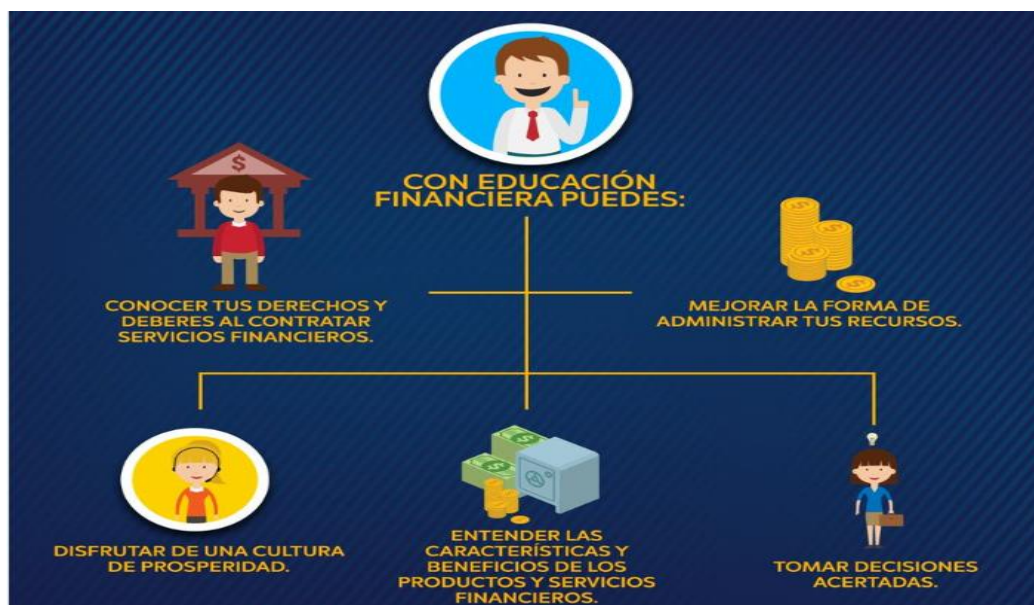 CON EDUCACIÓN
FINANCIERA PUEDES:
CONOCER TUS DERECHOS Y
DEBERES AL CONTRATAR
SERVICIOS FINANCIEROS.
MEJORAR LA FORMA DE
ADMINISTRAR TUS RECURSOS.
DISFRUTAR DE UNA CULTURA
DE PROSPERIDAD.
ENTENDER LAS
CARACTERÍSTICAS Y
BENEFICIOS DE LOS
PRODUCTOS Y SERVICIOS
FINANCIEROS.
TOMAR DECISIONES
ACERTADAS.